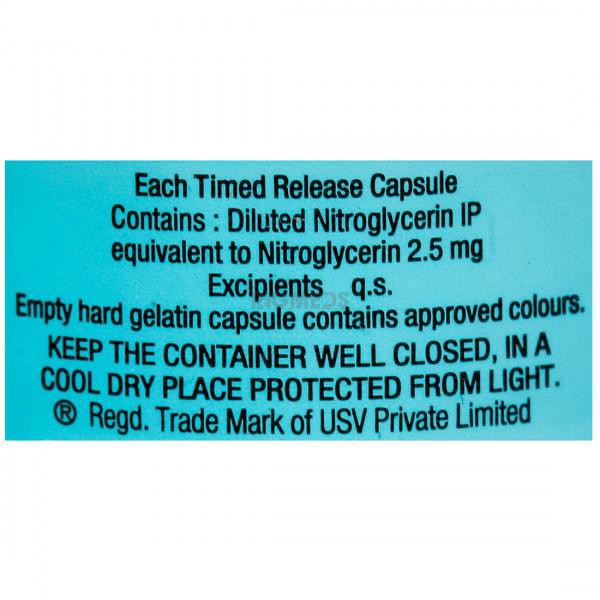 Each Timed Release Capsule
Contains : Diluted Nitroglycerin IP
equivalent to Nitroglycerin 2.5 mg
Excipients q.s.
Empty hard gelatin capsule contains approved colours.
KEEP THE CONTAINER WELL CLOSED, IN A
COOL DRY PLACE PROTECTED FROM LIGHT.
® Regd. Trade Mark of USV Private Limited